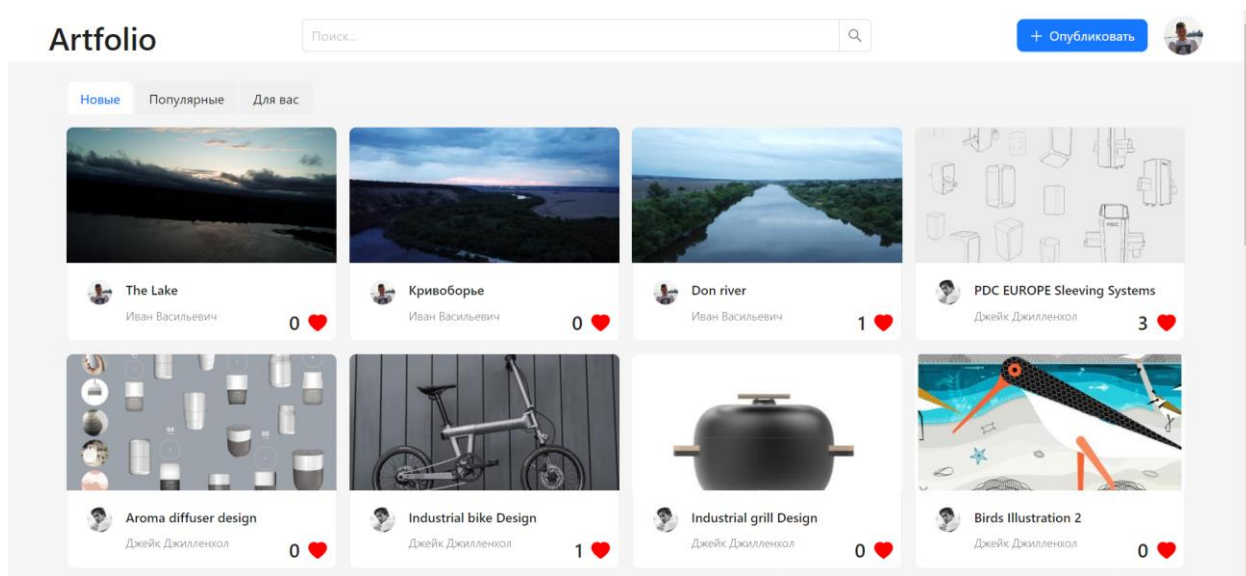 Artfolio
Поиск...
+ Опубликовать
Новые Популярные Для вас
The Lake
Иван Васильевич
0
Кривоборье
Иван Васильевич
0
Don river
Иван Васильевич
1
PDC EUROPE Sleeving Systems
Джейк Джилленхол
3
Aroma diffuser design
Джейк Джилленхол
0
Industrial bike Design
Джейк Джилленхол
1
Industrial grill Design
Джейк Джилленхол
0
Birds Illustration 2
Джейк Джилленхол
0